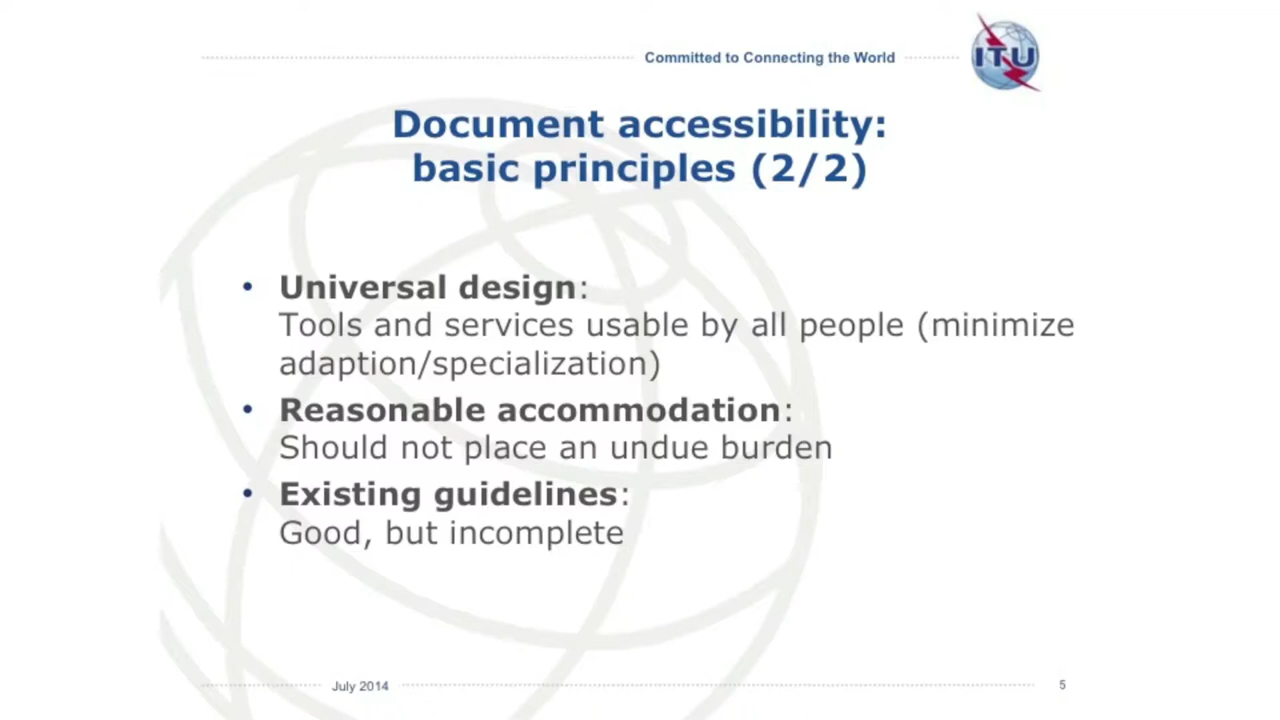 Committed to Connecting the World
ITU
Document accessibility:
basic principles (2/2)
• Universal design:
Tools and services usable by all people (minimize
adaption/specialization)
• Reasonable accommodation:
Should not place an undue burden
• Existing guidelines:
Good, but incomplete
July 2014
5